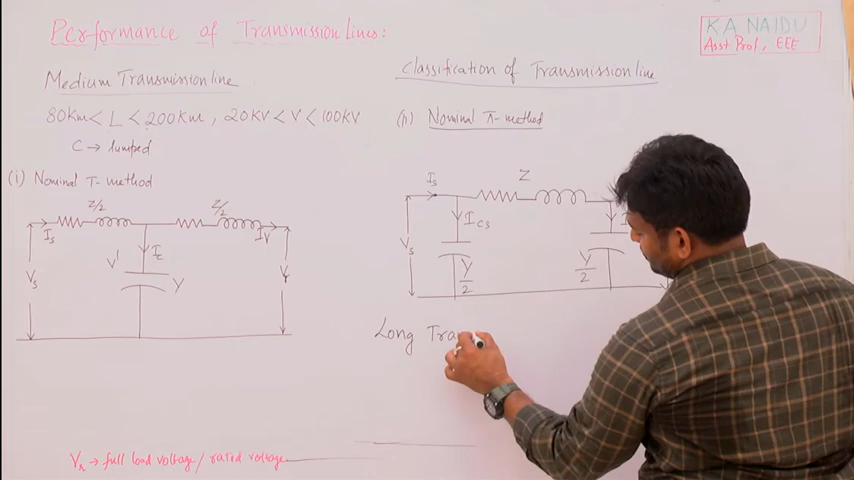 Performance of Transmission lines:
KA NAIDU
Asst Prof, EEE
Medium Transmission line
80Km < L < 200Km, 20KV < V < 100KV
C → lumped
(i) Nominal T-method
Z/2
Z/2
Is
Ic
V'
Y
Vs
Classification of Transmission line
(ii) Nominal π-method
Is
Z
Ics
Vs
Y/2
Y/2
Long Tra
Vr → full load voltage / rated voltage